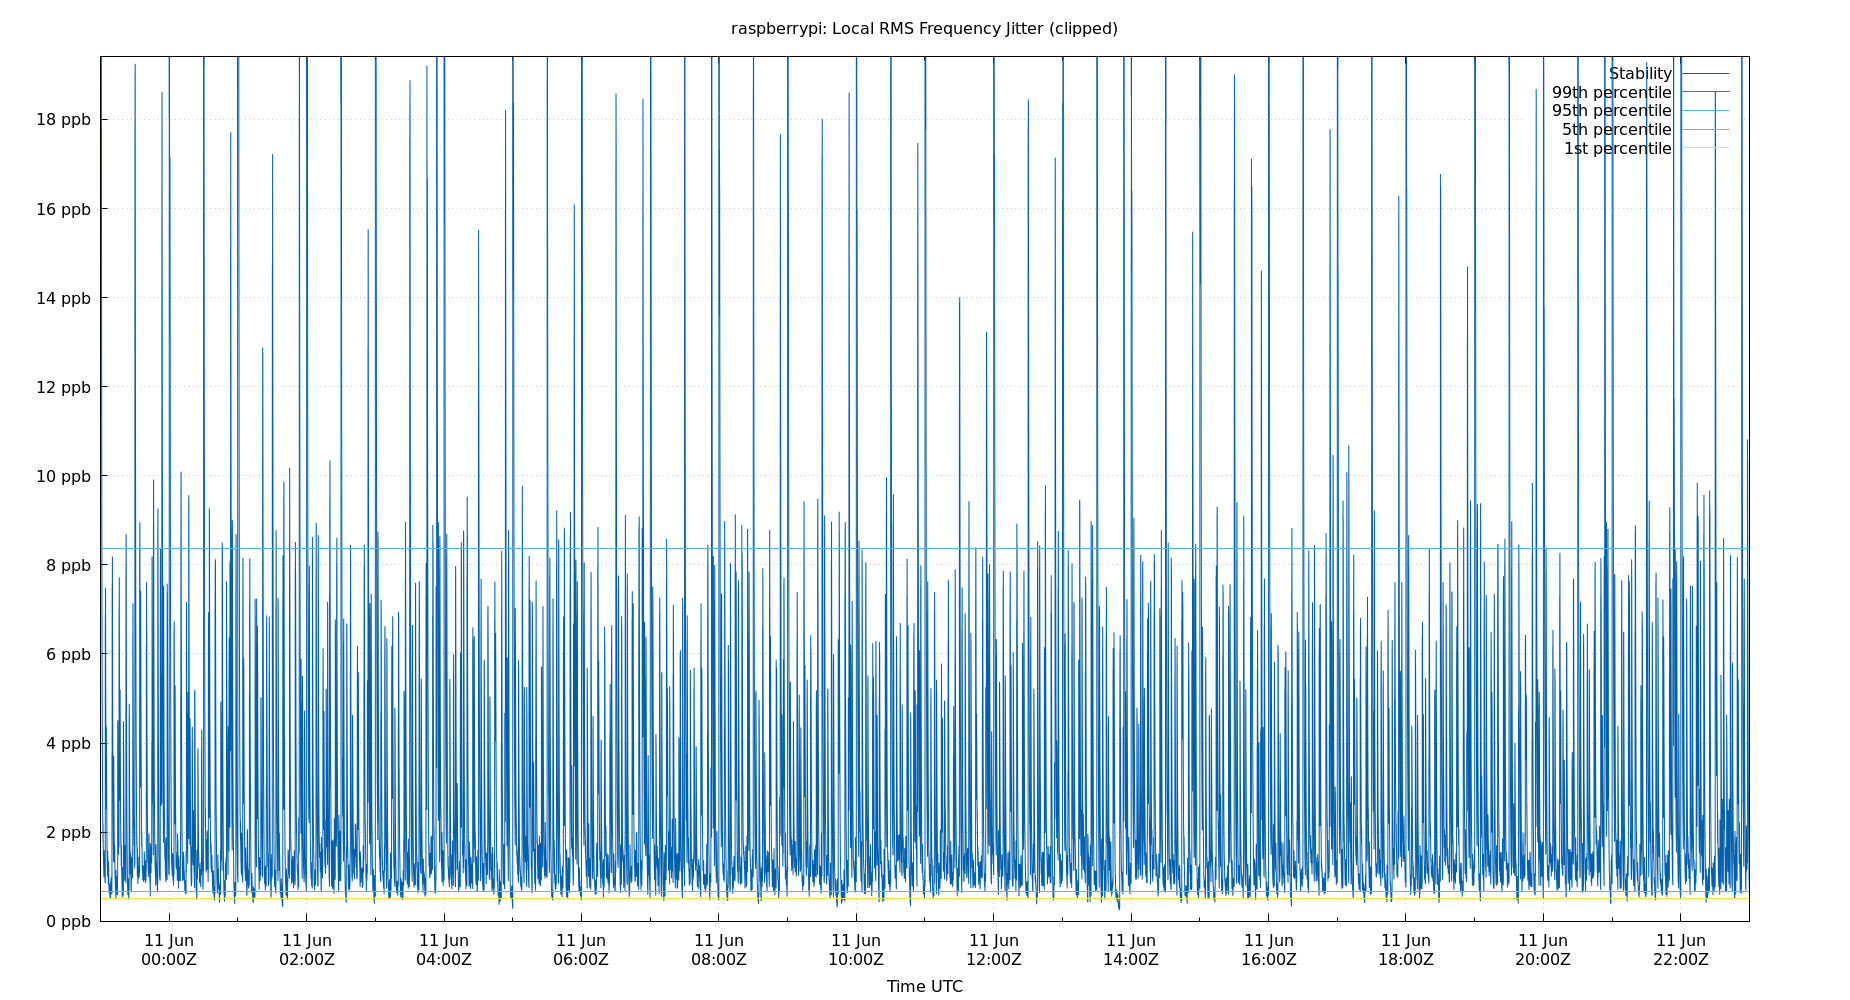 raspberrypi: Local RMS Frequency Jitter (clipped)
Stability
99th percentile
95th percentile
5th percentile
1st percentile
18 ppb
16 ppb
14 ppb
12 ppb
10 ppb
8 ppb
6 ppb
4 ppb
2 ppb
0 ppb
11 Jun 11 Jun 11 Jun 11 Jun 11 Jun 11 Jun 11 Jun 11 Jun 11 Jun 11 Jun 11 Jun 11 Jun
00:00Z 02:00Z 04:00Z 06:00Z 08:00Z 10:00Z 12:00Z 14:00Z 16:00Z 18:00Z 20:00Z 22:00Z
Time UTC